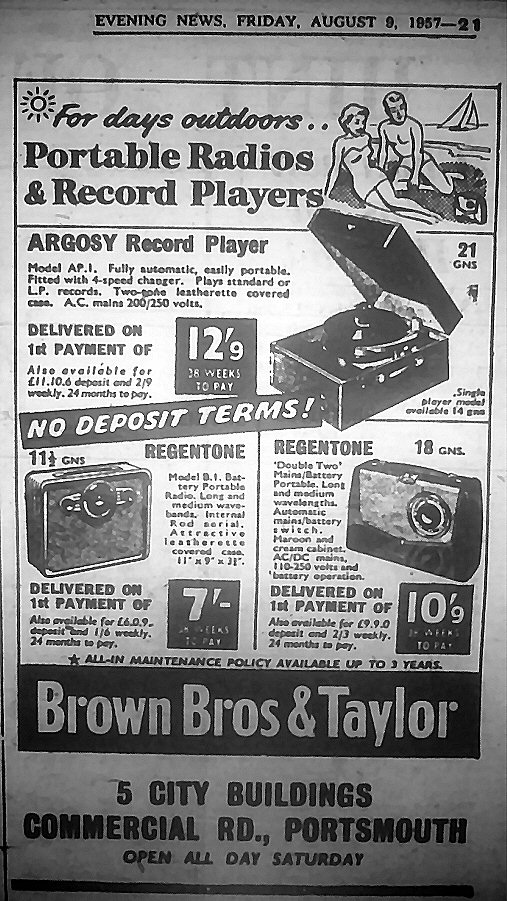 EVENING NEWS, FRIDAY, AUGUST 9, 1957—21
For days outdoors..
Portable Radios
& Record Players
ARGOSY Record Player
Model AP.1. Fully automatic, easily portable.
Fitted with 4-speed changer. Plays standard or
L.P. records. Two-tone leatherette covered
case. A.C. mains 200/250 volts.
21
GNS
DELIVERED ON
1st PAYMENT OF
12'9
38 WEEKS
TO PAY
Also available for
£11.10.6 deposit and 2/9
weekly. 24 months to pay.
Single
player model
available 14 gns
NO DEPOSIT TERMS!
11½ GNS
REGENTONE
Model B.1. Bat-
tery Portable
Radio. Long and
medium wave-
bands. Internal
Rod aerial.
Attractive
leatherette
covered case.
11" x 9" x 3½".
DELIVERED ON
1st PAYMENT OF
7'-
38 WEEKS
TO PAY
Also available for £6.0.9.
deposit and 1/6 weekly.
24 months to pay.
REGENTONE 18 GNS.
'Double Two'
Mains/Battery
Portable. Long
and medium
wavelengths.
Automatic
mains/battery
switch.
Maroon and
cream cabinet.
AC/DC mains,
110-250 volts and
battery operation.
DELIVERED ON
1st PAYMENT OF
10'9
38 WEEKS
TO PAY
Also available for £9.9.0
deposit and 2/3 weekly.
24 months to pay.
★ ALL-IN MAINTENANCE POLICY AVAILABLE UP TO 3 YEARS.
Brown Bros & Taylor
5 CITY BUILDINGS
COMMERCIAL RD., PORTSMOUTH
OPEN ALL DAY SATURDAY